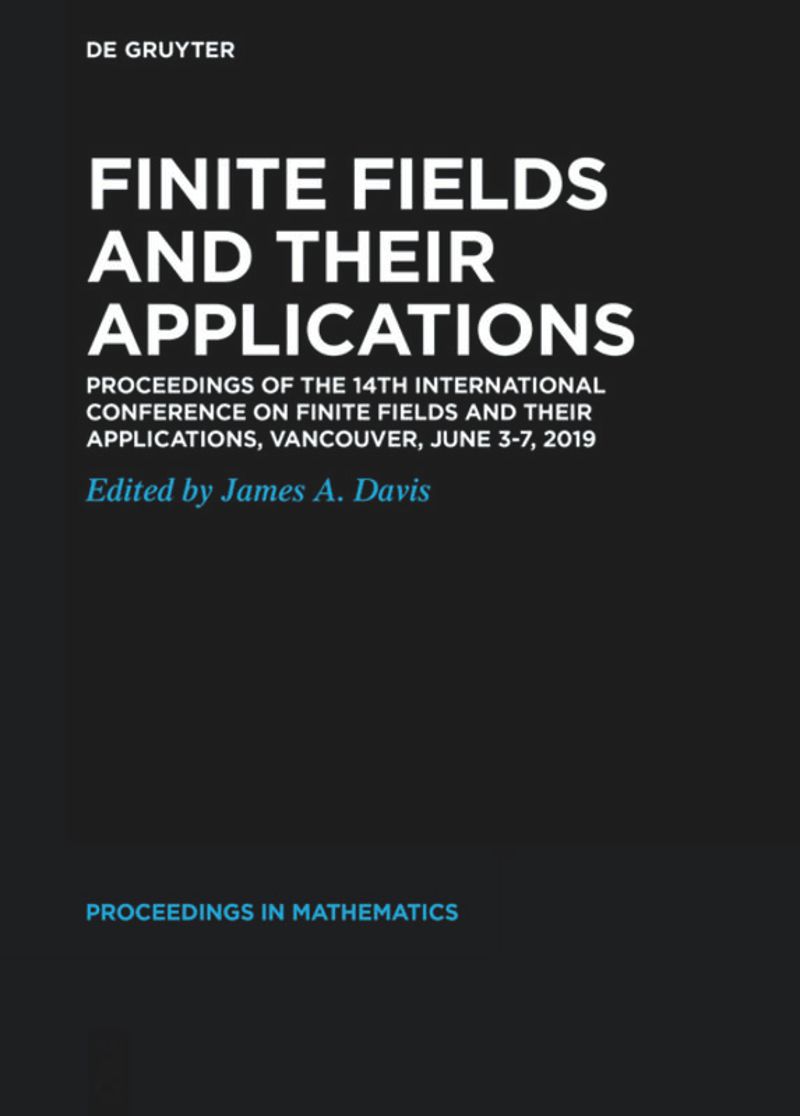 DE GRUYTER
FINITE FIELDS
AND THEIR
APPLICATIONS
PROCEEDINGS OF THE 14TH INTERNATIONAL
CONFERENCE ON FINITE FIELDS AND THEIR
APPLICATIONS, VANCOUVER, JUNE 3-7, 2019
Edited by James A. Davis
PROCEEDINGS IN MATHEMATICS